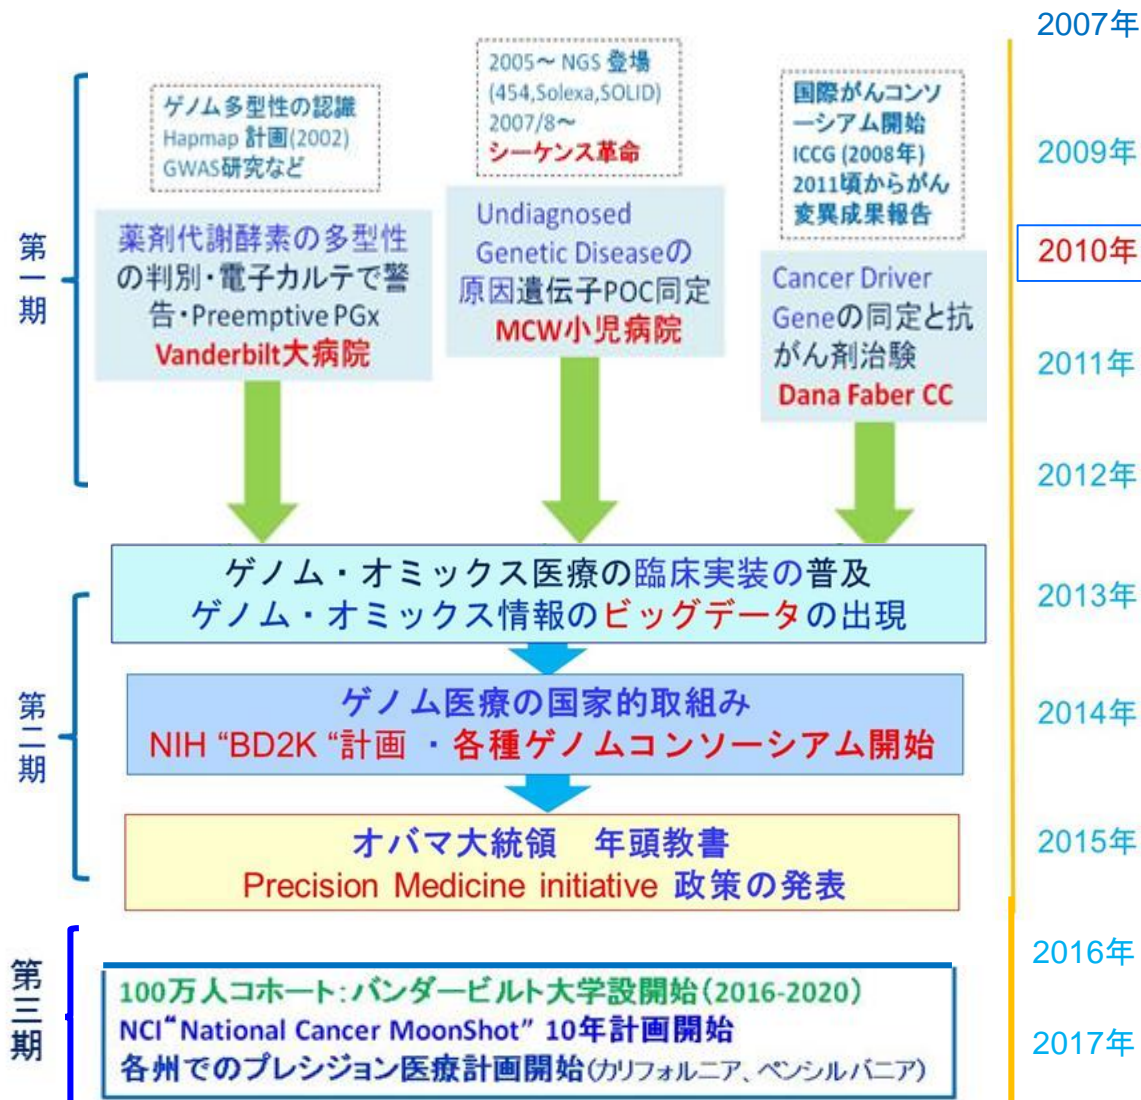 2007年
2009年
2010年
2011年
2012年
2013年
2014年
2015年
2016年
2017年
第一期
ゲノム多型性の認識
Hapmap 計画(2002)
GWAS研究など
薬剤代謝酵素の多型性
の判別・電子カルテで警
告・Preemptive PGx
Vanderbilt大病院
2005～ NGS 登場
(454,Solexa,SOLID)
2007/8～
シーケンス革命
Undiagnosed
Genetic Diseaseの
原因遺伝子POC同定
MCW小児病院
国際がんコンソ
ーシアム開始
ICCG (2008年)
2011頃からがん
変異成果報告
Cancer Driver
Geneの同定と抗
がん剤治験
Dana Faber CC
第二期
ゲノム・オミックス医療の臨床実装の普及
ゲノム・オミックス情報のビッグデータの出現
ゲノム医療の国家的取組み
NIH “BD2K “計画 ・各種ゲノムコンソーシアム開始
オバマ大統領　年頭教書
Precision Medicine initiative 政策の発表
第三期
100万人コホート：バンダービルト大学設開始(2016-2020)
NCI“National Cancer MoonShot” 10年計画開始
各州でのプレシジョン医療計画開始(カリフォルニア、ペンシルバニア)